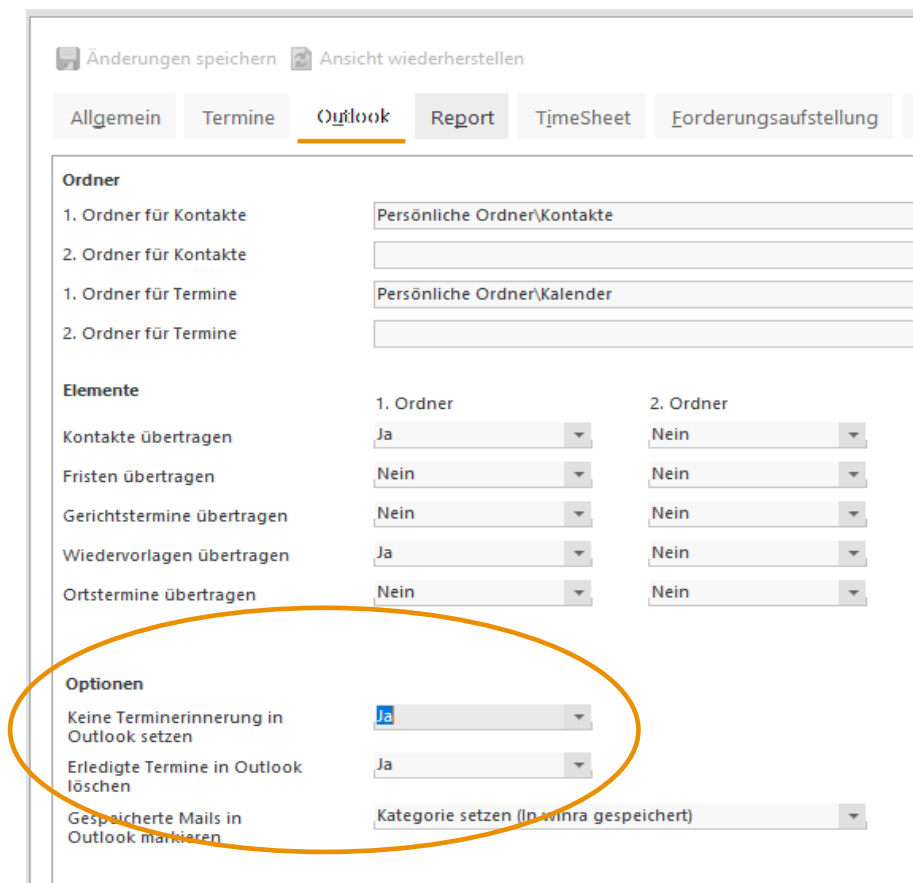 Änderungen speichern Ansicht wiederherstellen
Allgemein Termine Outlook Report TimeSheet Forderungsaufstellung
Ordner
1. Ordner für Kontakte Persönliche Ordner\Kontakte
2. Ordner für Kontakte
1. Ordner für Termine Persönliche Ordner\Kalender
2. Ordner für Termine
Elemente
1. Ordner 2. Ordner
Kontakte übertragen Ja Nein
Fristen übertragen Nein Nein
Gerichtstermine übertragen Nein Nein
Wiedervorlagen übertragen Ja Nein
Ortstermine übertragen Nein Nein
Optionen
Keine Terminerinnerung in Ja
Outlook setzen
Erledigte Termine in Outlook Ja
löschen
Gespeicherte Mails in Kategorie setzen (In winra gespeichert)
Outlook markieren